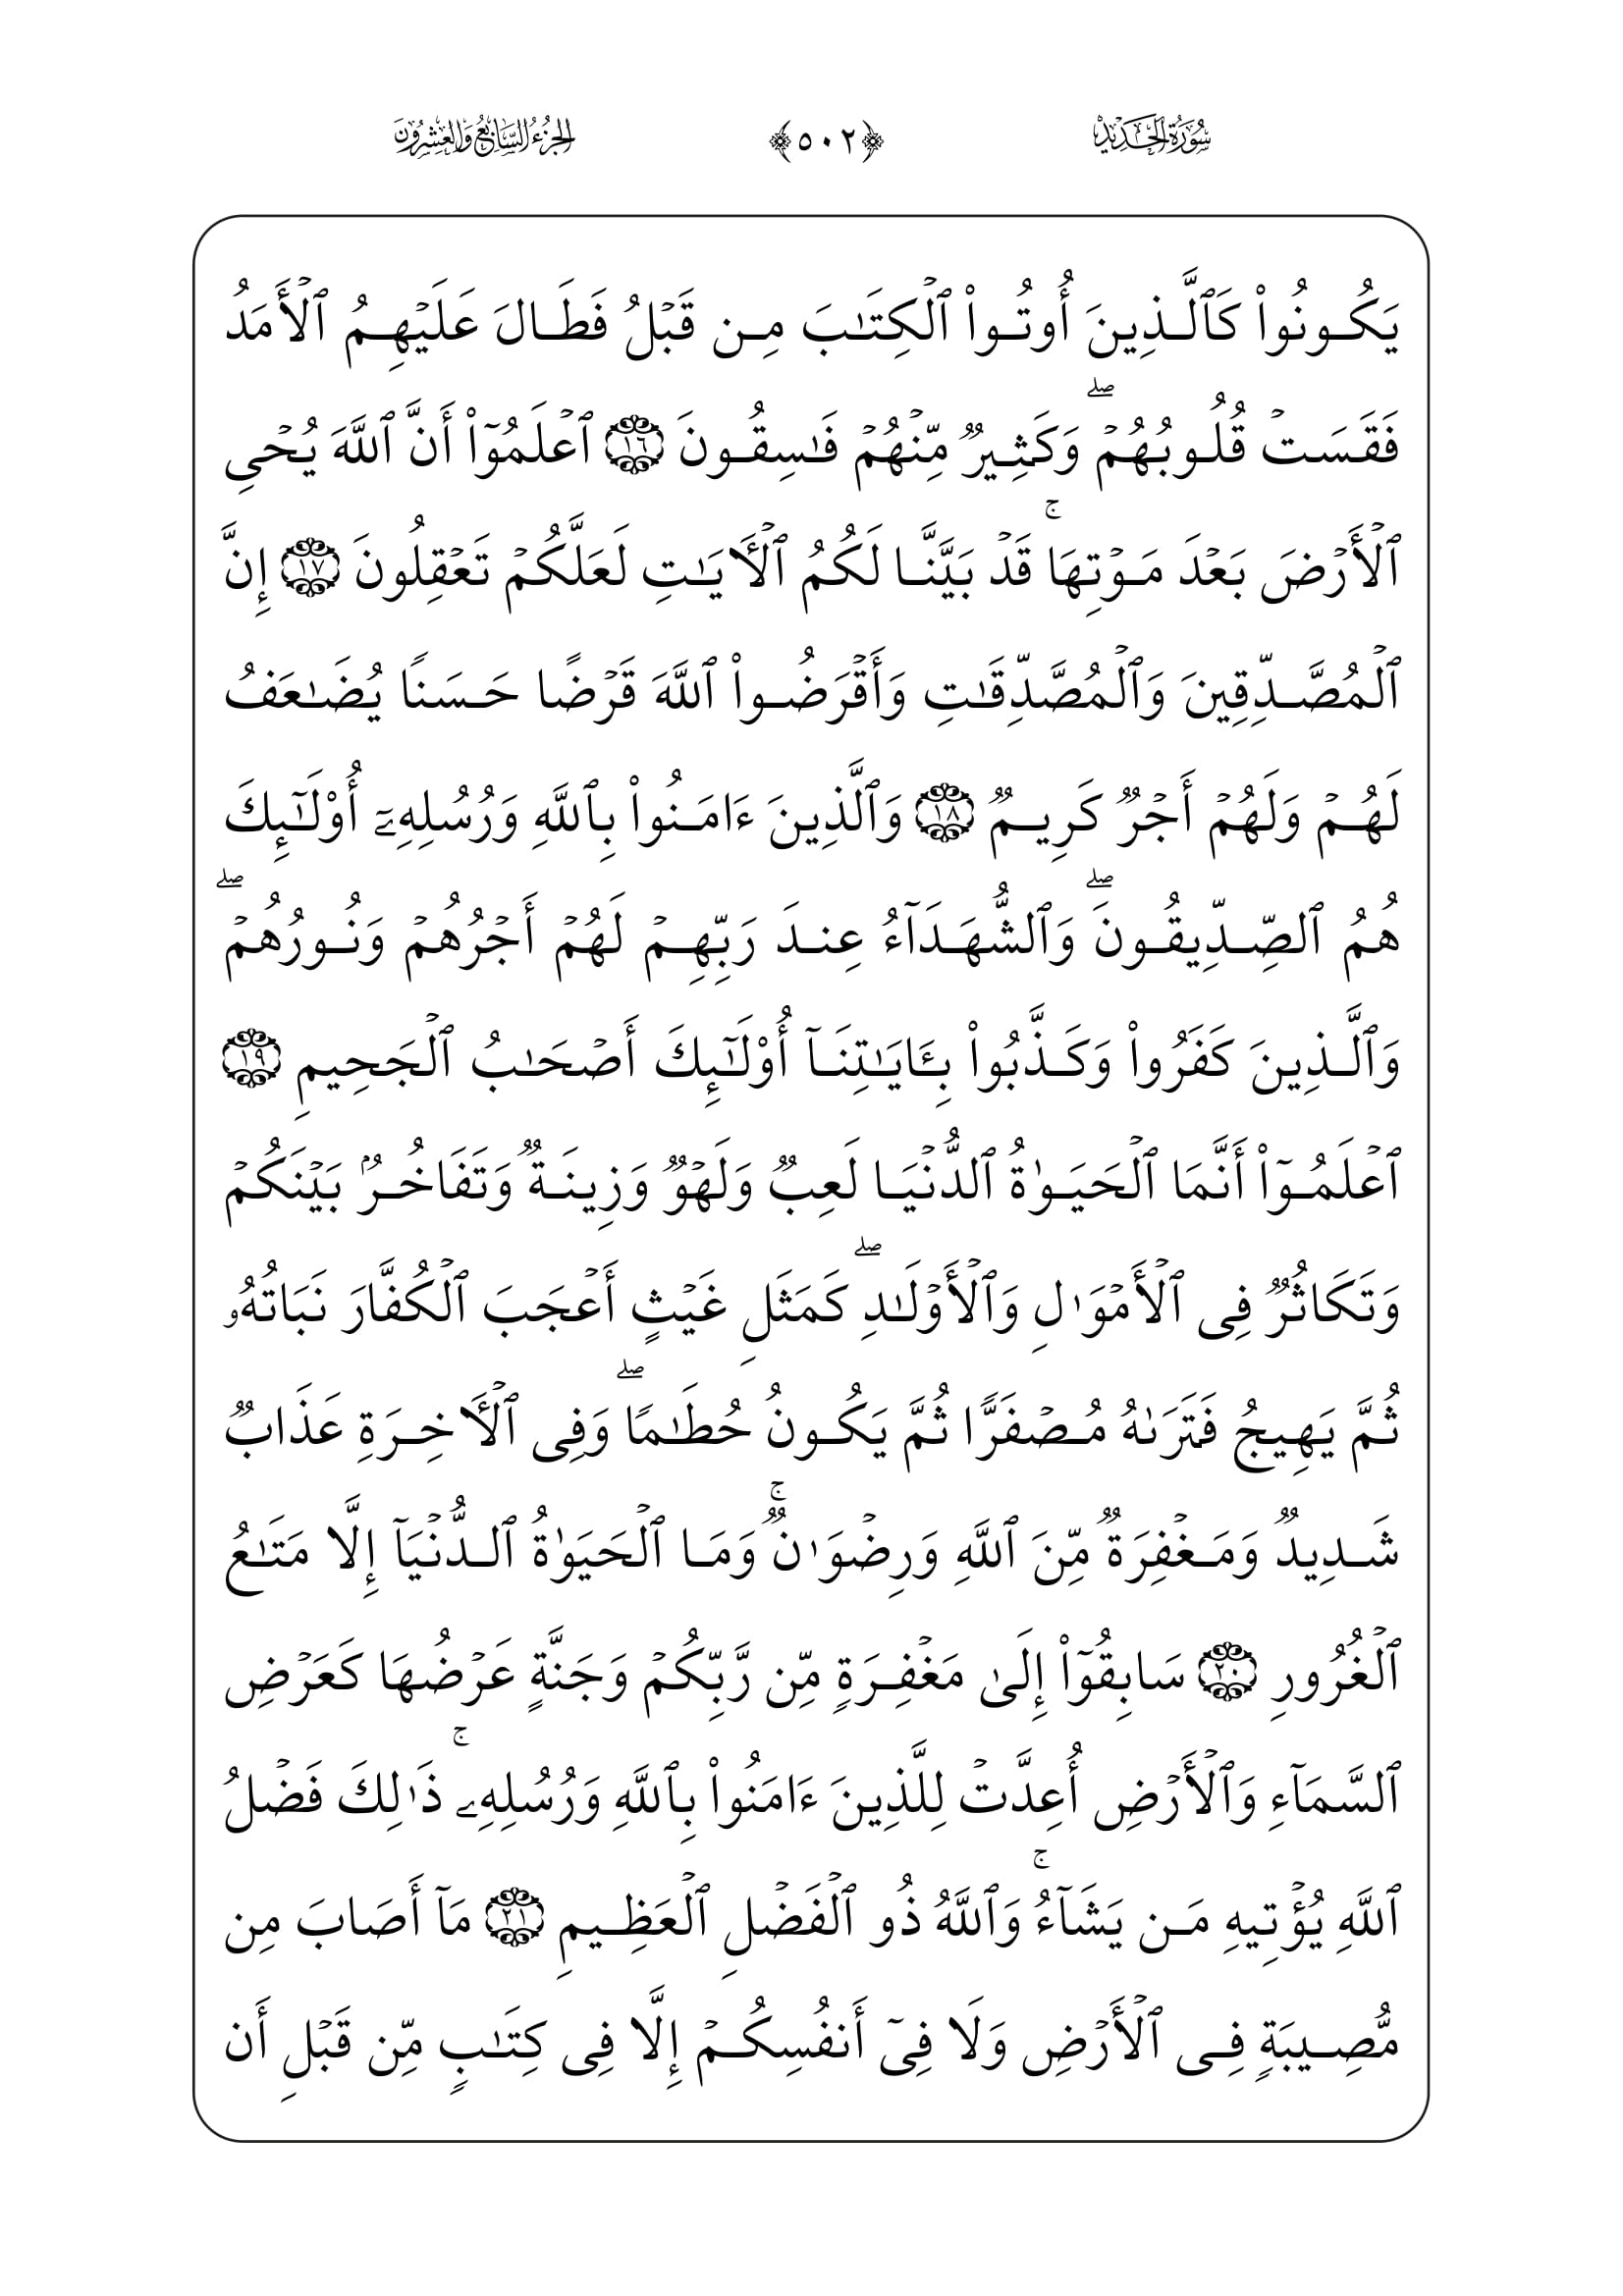 سُورَةُ الحَدِيدِ ﴿٥٠٢﴾ الجزءُ السَّابِعُ وَالعِشْرُونَ
يَكُونُوا۟ كَٱلَّذِينَ أُوتُوا۟ ٱلۡكِتَـٰبَ مِن قَبۡلُ فَطَالَ عَلَيۡهِمُ ٱلۡأَمَدُ
فَقَسَتۡ قُلُوبُهُمۡۖ وَكَثِيرࣱ مِّنۡهُمۡ فَـٰسِقُونَ ١٦ ٱعۡلَمُوۤا۟ أَنَّ ٱللَّهَ یُحۡیِ
ٱلۡأَرۡضَ بَعۡدَ مَوۡتِهَاۚ قَدۡ بَيَّنَّا لَكُمُ ٱلۡـَٔايَـٰتِ لَعَلَّكُمۡ تَعۡقِلُونَ ١٧ إِنَّ
ٱلۡمُصَّدِّقِينَ وَٱلۡمُصَّدِّقَـٰتِ وَأَقۡرَضُوا۟ ٱللَّهَ قَرۡضًا حَسَنࣰا يُضَـٰعَفُ
لَهُمۡ وَلَهُمۡ أَجۡرࣱ كَرِيمࣱ ١٨ وَٱلَّذِينَ ءَامَنُوا۟ بِٱللَّهِ وَرُسُلِهِۦۤ أُو۟لَـٰۤىِٕكَ
هُمُ ٱلصِّدِّيقُونَۖ وَٱلشُّهَدَاۤءُ عِندَ رَبِّهِمۡ لَهُمۡ أَجۡرُهُمۡ وَنُورُهُمۡۖ
وَٱلَّذِينَ كَفَرُوا۟ وَكَذَّبُوا۟ بِـَٔايَـٰتِنَاۤ أُو۟لَـٰۤىِٕكَ أَصۡحَـٰبُ ٱلۡجَحِيمِ ١٩
ٱعۡلَمُوۤا۟ أَنَّمَا ٱلۡحَيَوٰةُ ٱلدُّنۡيَا لَعِبࣱ وَلَهۡوࣱ وَزِينَةࣱ وَتَفَاخُرُۢ بَيۡنَكُمۡ
وَتَكَاثُرࣱ فِی ٱلۡأَمۡوَٰلِ وَٱلۡأَوۡلَـٰدِۖ كَمَثَلِ غَيۡثٍ أَعۡجَبَ ٱلۡكُفَّارَ نَبَاتُهُۥ
ثُمَّ يَهِيجُ فَتَرَىٰهُ مُصۡفَرࣰّا ثُمَّ يَكُونُ حُطَـٰمࣰاۖ وَفِی ٱلۡـَٔاخِرَةِ عَذَابࣱ
شَدِيدࣱ وَمَغۡفِرَةࣱ مِّنَ ٱللَّهِ وَرِضۡوَٰنࣱۚ وَمَا ٱلۡحَيَوٰةُ ٱلدُّنۡيَاۤ إِلَّا مَتَـٰعُ
ٱلۡغُرُورِ ٢٠ سَابِقُوۤا۟ إِلَىٰ مَغۡفِرَةࣲ مِّن رَّبِّكُمۡ وَجَنَّةٍ عَرۡضُهَا كَعَرۡضِ
ٱلسَّمَاۤءِ وَٱلۡأَرۡضِ أُعِدَّتۡ لِلَّذِينَ ءَامَنُوا۟ بِٱللَّهِ وَرُسُلِهِۦۚ ذَٰلِكَ فَضۡلُ
ٱللَّهِ يُؤۡتِيهِ مَن يَشَاۤءُۚ وَٱللَّهُ ذُو ٱلۡفَضۡلِ ٱلۡعَظِيمِ ٢١ مَاۤ أَصَابَ مِن
مُّصِيبَةࣲ فِی ٱلۡأَرۡضِ وَلَا فِیۤ أَنفُسِكُمۡ إِلَّا فِی كِتَـٰبࣲ مِّن قَبۡلِ أَن